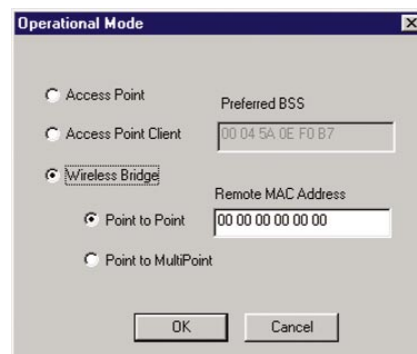 Operational Mode
Access Point
Preferred BSS
Access Point Client
00 04 5A 0E F0 B7
Wireless Bridge
Remote MAC Address
Point to Point
00 00 00 00 00 00
Point to MultiPoint
OK
Cancel